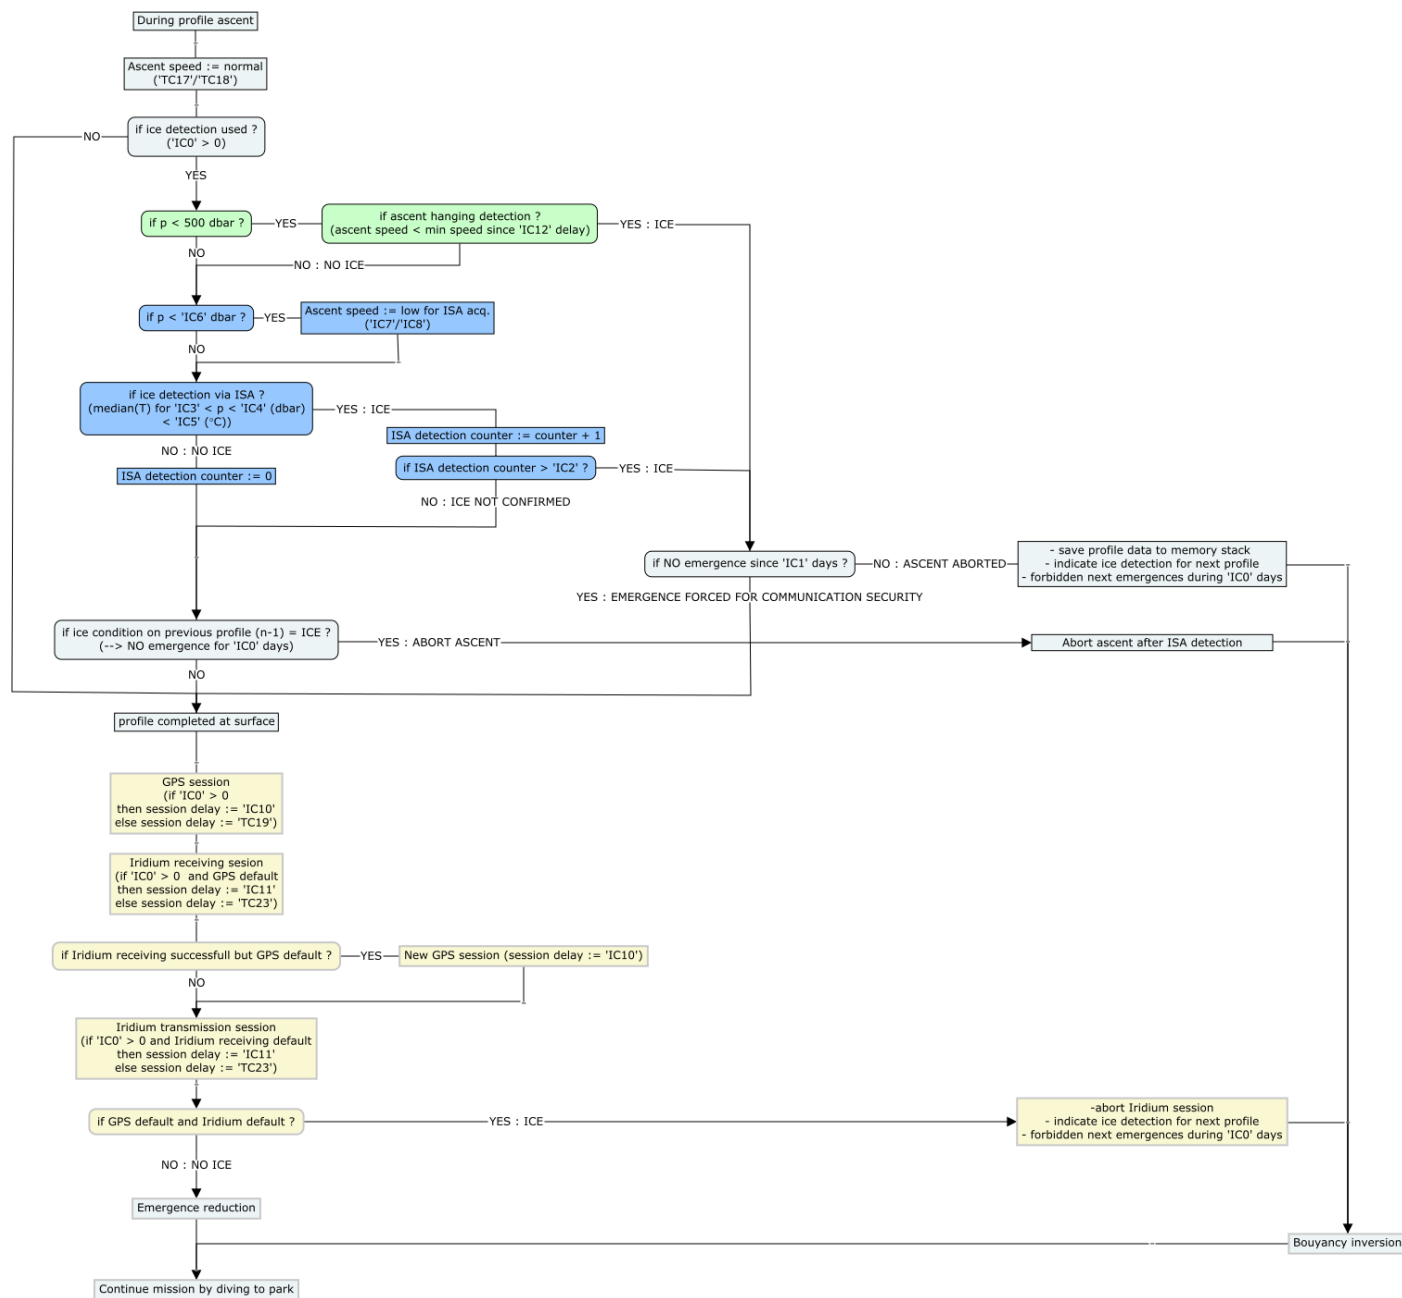 During profile ascent
Ascent speed := normal
('TC17'/'TC18')
if ice detection used ?
('IC0' > 0)
NO
YES
if p < 500 dbar ?
YES
if ascent hanging detection ?
(ascent speed < min speed since 'IC12' delay)
YES : ICE
NO
NO : NO ICE
if p < 'IC6' dbar ?
YES
Ascent speed := low for ISA acq.
('IC7'/'IC8')
NO
if ice detection via ISA ?
(median(T) for 'IC3' < p < 'IC4' (dbar)
< 'IC5' (°C))
YES : ICE
ISA detection counter := counter + 1
NO : NO ICE
ISA detection counter := 0
if ISA detection counter > 'IC2' ?
YES : ICE
NO : ICE NOT CONFIRMED
if NO emergence since 'IC1' days ?
NO : ASCENT ABORTED
- save profile data to memory stack
- indicate ice detection for next profile
- forbidden next emergences during 'IC0' days
YES : EMERGENCE FORCED FOR COMMUNICATION SECURITY
if ice condition on previous profile (n-1) = ICE ?
(--> NO emergence for 'IC0' days)
YES : ABORT ASCENT
Abort ascent after ISA detection
NO
profile completed at surface
GPS session
(if 'IC0' > 0
then session delay := 'IC10'
else session delay := 'TC19')
Iridium receiving sesion
(if 'IC0' > 0 and GPS default
then session delay := 'IC11'
else session delay := 'TC23')
if Iridium receiving successfull but GPS default ?
YES
New GPS session (session delay := 'IC10')
NO
Iridium transmission session
(if 'IC0' > 0 and Iridium receiving default
then session delay := 'IC11'
else session delay := 'TC23')
if GPS default and Iridium default ?
YES : ICE
-abort Iridium session
- indicate ice detection for next profile
- forbidden next emergences during 'IC0' days
NO : NO ICE
Emergence reduction
Bouyancy inversion
Continue mission by diving to park